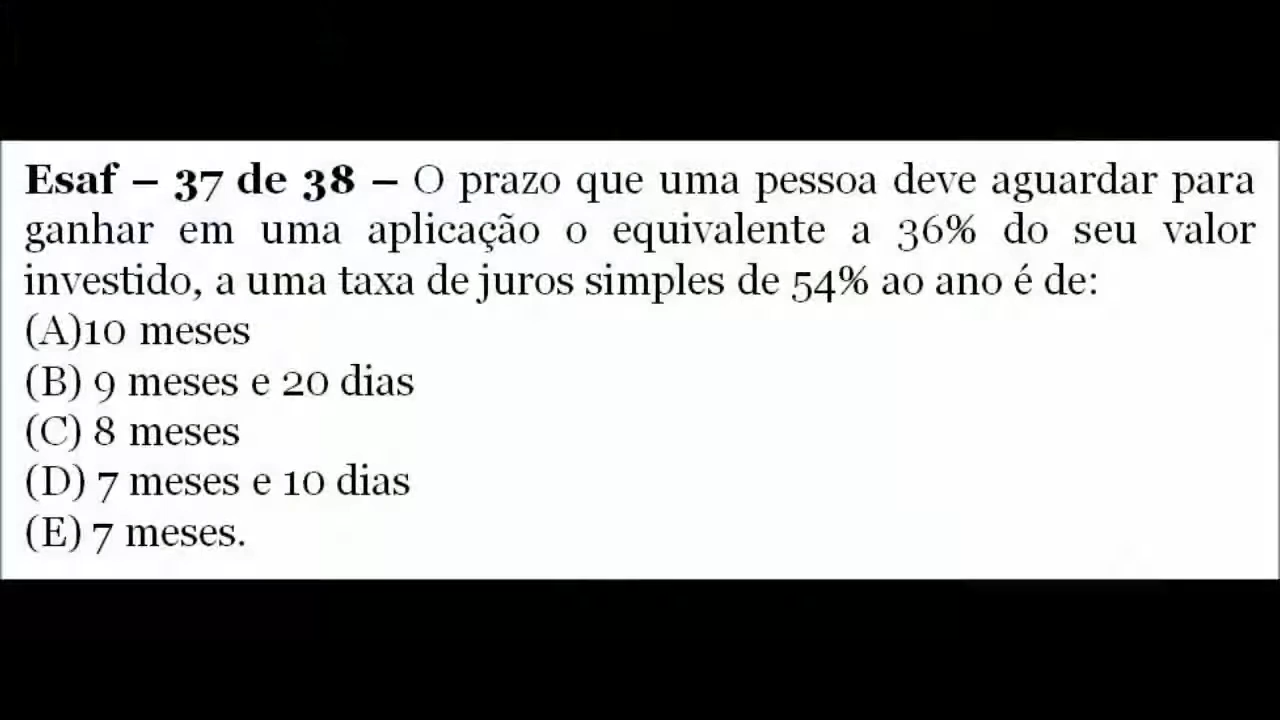 Esaf – 37 de 38 – O prazo que uma pessoa deve aguardar para
ganhar em uma aplicação o equivalente a 36% do seu valor
investido, a uma taxa de juros simples de 54% ao ano é de:
(A)10 meses
(B) 9 meses e 20 dias
(C) 8 meses
(D) 7 meses e 10 dias
(E) 7 meses.